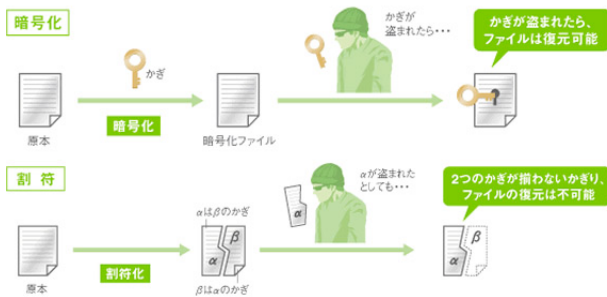 暗号化
かぎ
暗号化
原本
暗号化ファイル
かぎが
盗まれたら・・・
かぎが盗まれたら、
ファイルは復元可能
割符
原本
割符化
αはβのかぎ
α
β
βはαのかぎ
αが盗まれた
としても・・・
α
2つのかぎが揃わないかぎり、
ファイルの復元は不可能
α
β